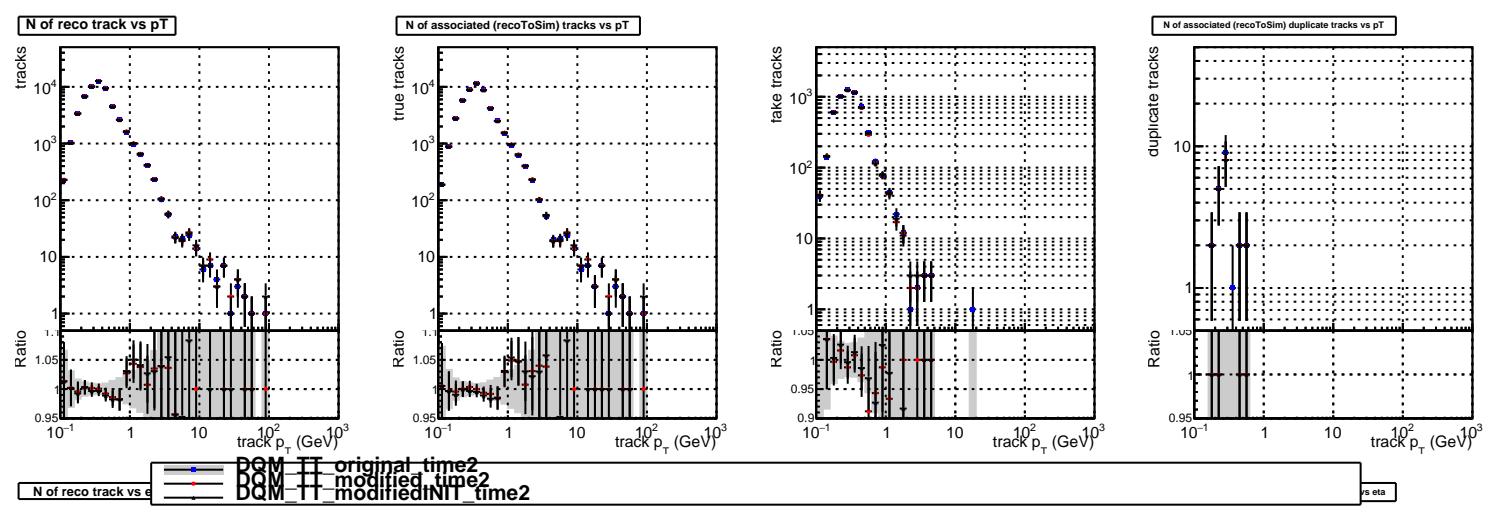 N of reco track vs pT
N of associated (recoToSim) tracks vs pT
N of associated (recoToSim) duplicate tracks vs pT
tracks
10^4
10^3
10^2
10
1
Ratio
1.1
1.05
1
0.95
10^-1 1 10 10^2 10^3
track p_T (GeV)
true tracks
10^4
10^3
10^2
10
1
Ratio
1.05
1
0.95
10^-1 1 10 10^2 10^3
track p_T (GeV)
fake tracks
10^3
10^2
10
1
Ratio
1.05
1
0.95
0.9
10^-1 1 10 10^2 10^3
track p_T (GeV)
duplicate tracks
10
1
Ratio
1.05
1
0.95
10^-1 1 10 10^2 10^3
track p_T (GeV)
DQM_TT_original_time2
DQM_TT_modified_time2
DQM_TT_modifiedINIT_time2
N of reco track vs e
vs eta